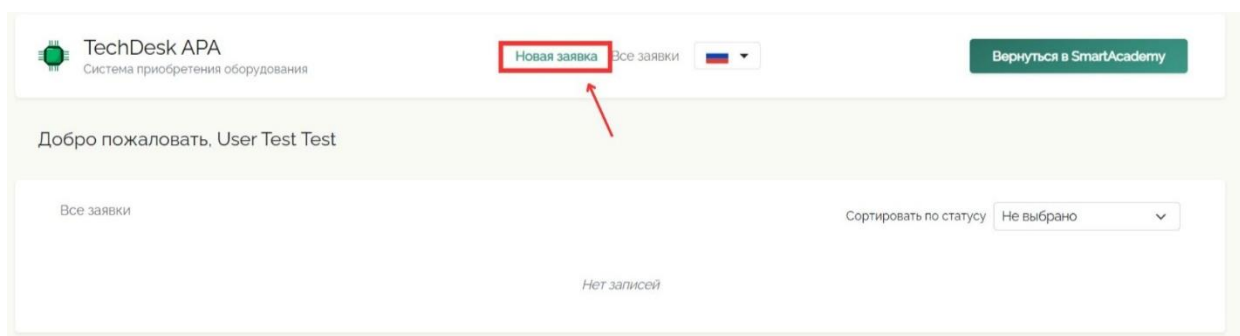 TechDesk APA
Система приобретения оборудования
Новая заявка Все заявки
Вернуться в SmartAcademy
Добро пожаловать, User Test Test
Все заявки
Сортировать по статусу Не выбрано
Нет записей